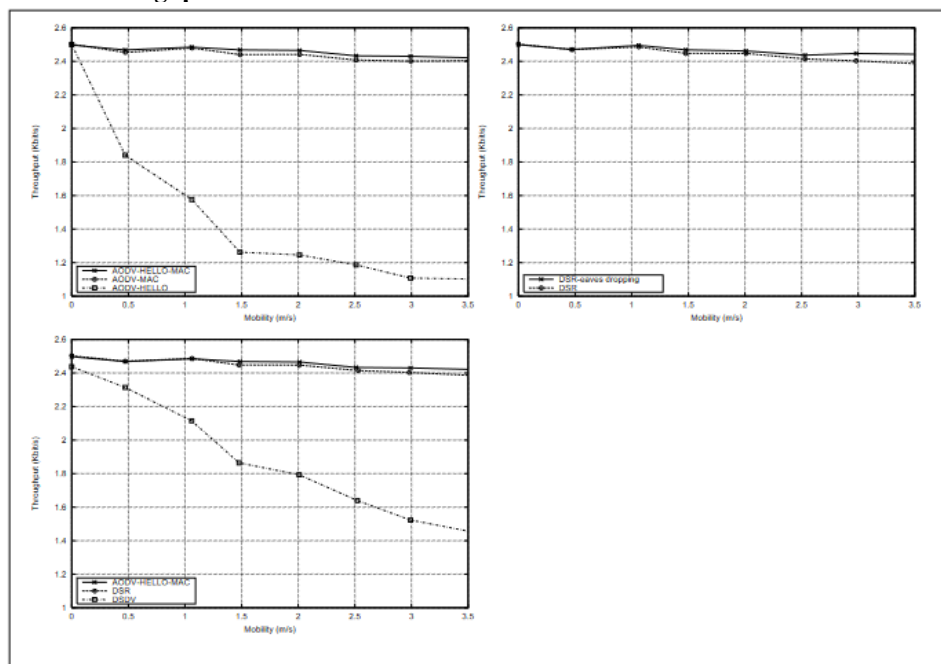 2.6
2.4
2.2
2
1.8
1.6
1.4
1.2
1
Throughput (Kbit/s)
AODV-HELLO-MAC
AODV-MAC
AODV-HELLO
0 0.5 1 1.5 2 2.5 3 3.5
Mobility (m/s)
2.6
2.4
2.2
2
1.8
1.6
1.4
1.2
1
Throughput (Kbit/s)
DSR-eaves dropping
DSR
0 0.5 1 1.5 2 2.5 3 3.5
Mobility (m/s)
2.6
2.4
2.2
2
1.8
1.6
1.4
1.2
1
Throughput (Kbit/s)
AODV-HELLO-MAC
DSR
DSDV
0 0.5 1 1.5 2 2.5 3 3.5
Mobility (m/s)